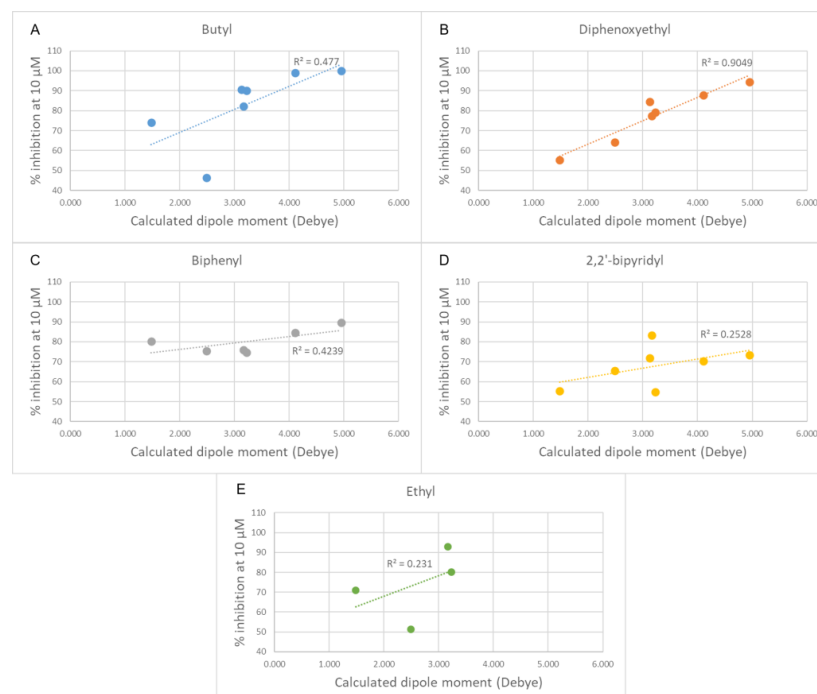 A
Butyl
R² = 0.477
110
100
90
80
70
60
50
40
% inhibition at 10 µM
0.000 1.000 2.000 3.000 4.000 5.000 6.000
Calculated dipole moment (Debye)
B
Diphenoxyethyl
R² = 0.9049
110
100
90
80
70
60
50
40
% inhibition at 10 µM
0.000 1.000 2.000 3.000 4.000 5.000 6.000
Calculated dipole moment (Debye)
C
Biphenyl
R² = 0.4239
110
100
90
80
70
60
50
40
% inhibition at 10 µM
0.000 1.000 2.000 3.000 4.000 5.000 6.000
Calculated dipole moment (Debye)
D
2,2'-bipyridyl
R² = 0.2528
110
100
90
80
70
60
50
40
% inhibition at 10 µM
0.000 1.000 2.000 3.000 4.000 5.000 6.000
Calculated dipole moment (Debye)
E
Ethyl
R² = 0.231
110
100
90
80
70
60
50
40
% inhibition at 10 µM
0.000 1.000 2.000 3.000 4.000 5.000 6.000
Calculated dipole moment (Debye)